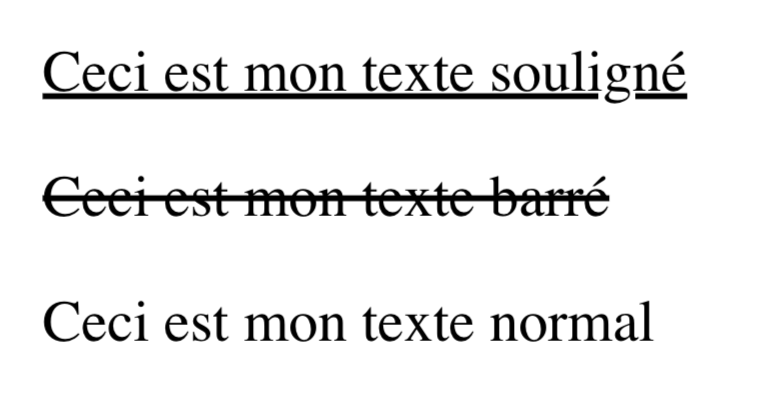 Ceci est mon texte souligné
Ceci est mon texte barré
Ceci est mon texte normal